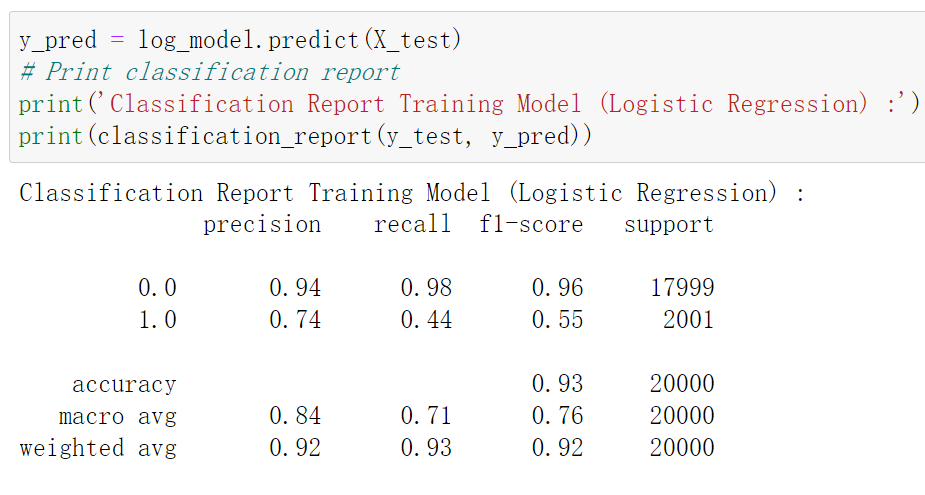 y_pred = log_model.predict(X_test)
# Print classification report
print('Classification Report Training Model (Logistic Regression) :')
print(classification_report(y_test, y_pred))
Classification Report Training Model (Logistic Regression) :
precision recall f1-score support
0.0 0.94 0.98 0.96 17999
1.0 0.74 0.44 0.55 2001
accuracy 0.93 20000
macro avg 0.84 0.71 0.76 20000
weighted avg 0.92 0.93 0.92 20000